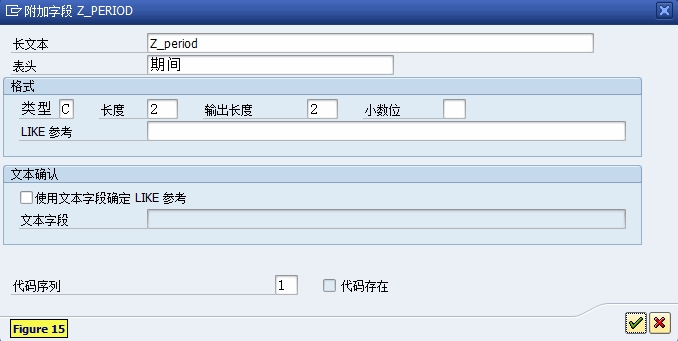 附加字段 Z_PERIOD
长文本 Z_period
表头 期间
格式
类型 C 长度 2 输出长度 2 小数位
LIKE 参考
文本确认
使用文本字段确定 LIKE 参考
文本字段
代码序列 1 代码存在
Figure 15